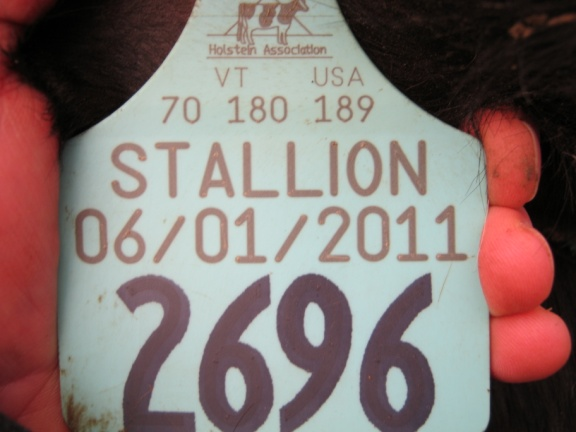 Holstein Association
VT USA
70 180 189
STALLION
06/01/2011
2696